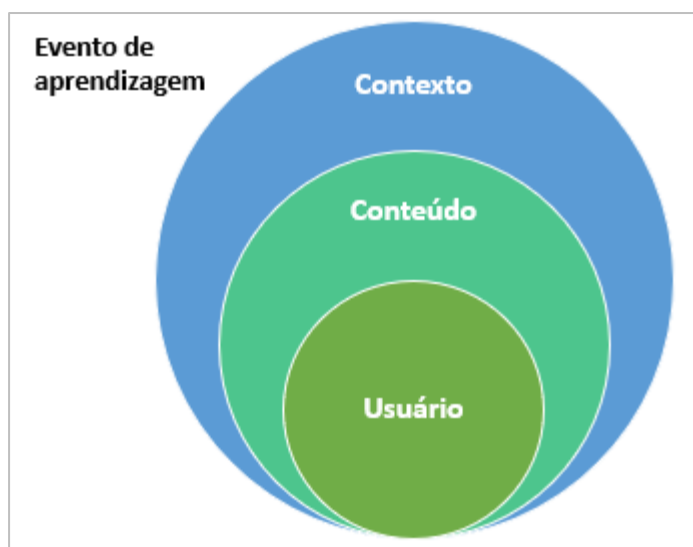 Evento de
aprendizagem
Contexto
Conteúdo
Usuário